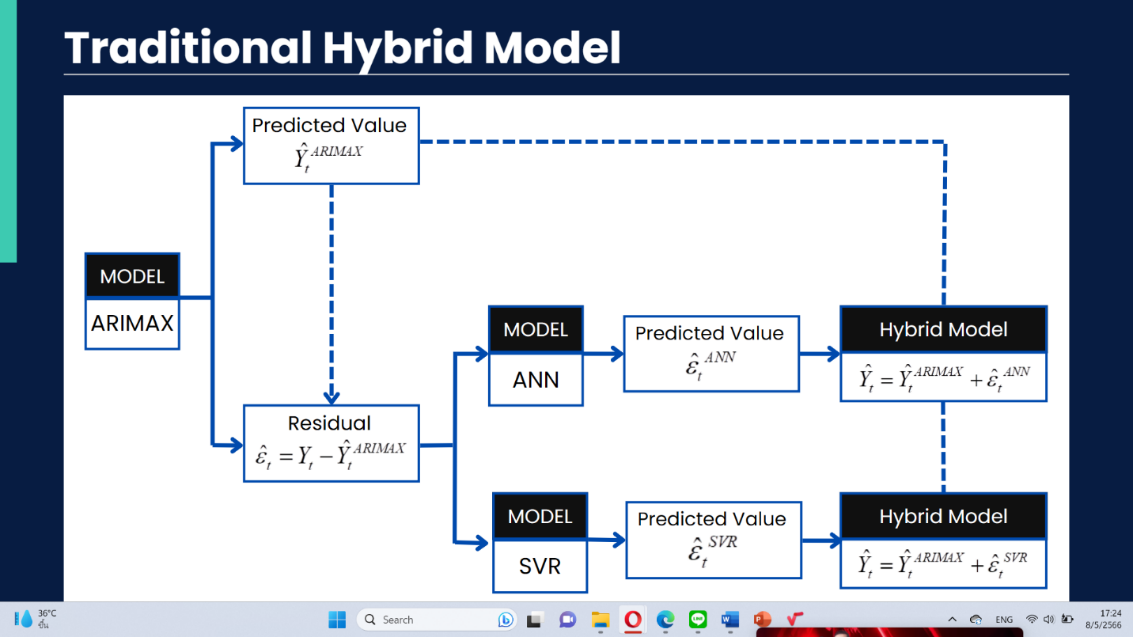 Traditional Hybrid Model
Predicted Value
Ŷ_t^ARIMAX
MODEL
ARIMAX
Residual
ε̂_t = Y_t − Ŷ_t^ARIMAX
MODEL
ANN
Predicted Value
ε̂_t^ANN
Hybrid Model
Ŷ_t = Ŷ_t^ARIMAX + ε̂_t^ANN
MODEL
SVR
Predicted Value
ε̂_t^SVR
Hybrid Model
Ŷ_t = Ŷ_t^ARIMAX + ε̂_t^SVR
36°C
ชื้น
Search
ENG
17:24
8/5/2566